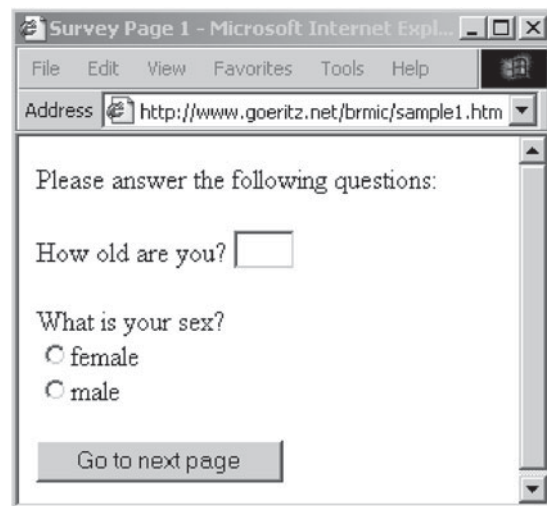 Survey Page 1 - Microsoft Internet Expl...
File Edit View Favorites Tools Help
Address http://www.goeritz.net/brmic/sample1.htm
Please answer the following questions:
How old are you?
What is your sex?
female
male
Go to next page